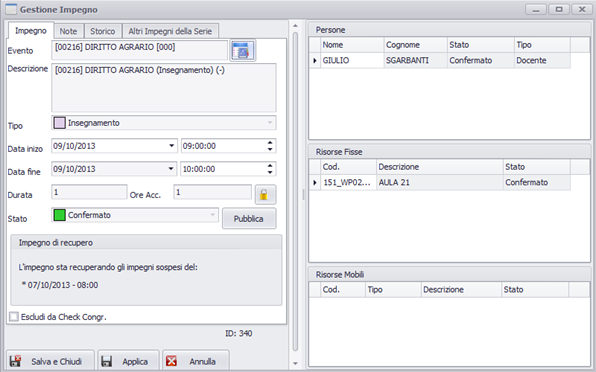 Gestione Impegno
Impegno Note Storico Altri Impegni della Serie
Evento [00216] DIRITTO AGRARIO [000]
Descrizione [00216] DIRITTO AGRARIO (Insegnamento) (-)
Tipo Insegnamento
Data inizo 09/10/2013 09:00:00
Data fine 09/10/2013 10:00:00
Durata 1 Ore Acc. 1
Stato Confermato Pubblica
Impegno di recupero
L'impegno sta recuperando gli impegni sospesi del:
* 07/10/2013 - 08:00
Escludi da Check Congr.
ID: 340
Salva e Chiudi Applica Annulla
Persone
Nome Cognome Stato Tipo
GIULIO SGARBANTI Confermato Docente
Risorse Fisse
Cod. Descrizione Stato
151_WP02... AULA 21 Confermato
Risorse Mobili
Cod. Tipo Descrizione Stato